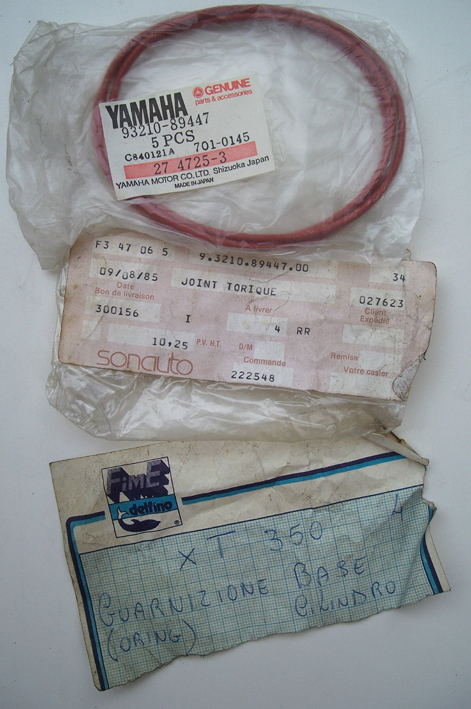 YAMAHA
GENUINE
parts & accessories
93210-89447
5 PCS
C840121A 701-0145
27 4725-3
YAMAHA MOTOR CO., LTD. Shizuoka Japan
MADE IN JAPAN
F3 47 06 5 9.3210.89447.00 34
09/08/85 JOINT TORIQUE 027623
Date A livrer Client
Bon de livraison Expédié
300156 I 4 RR
10,25 P.V. H.T. D/M Remise
sonauto Commande Votre casier
222548
FIME
delfino
XT 350 4
GUARNIZIONE BASE
(ORING) CILINDRO